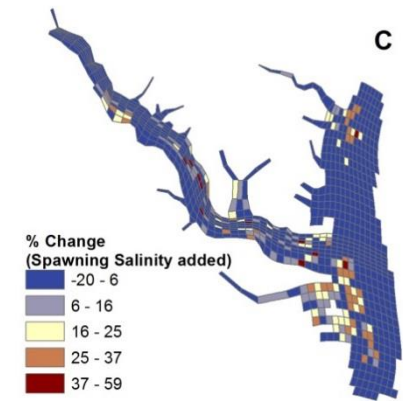 C
% Change
(Spawning Salinity added)
-20 - 6
6 - 16
16 - 25
25 - 37
37 - 59